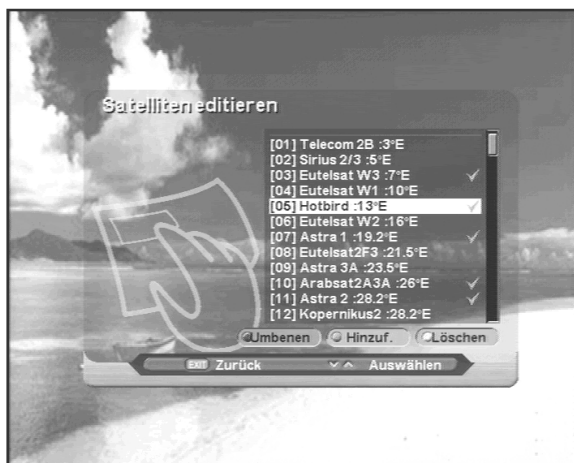 Satelliten editieren
[01] Telecom 2B :3°E
[02] Sirius 2/3 :5°E
[03] Eutelsat W3 :7°E
[04] Eutelsat W1 :10°E
[05] Hotbird :13°E
[06] Eutelsat W2 :16°E
[07] Astra 1 :19.2°E
[08] Eutelsat2F3 :21.5°E
[09] Astra 3A :23.5°E
[10] Arabsat2A3A :26°E
[11] Astra 2 :28.2°E
[12] Kopernikus2 :28.2°E
Umbenen Hinzuf. Löschen
EXIT Zurück Auswählen